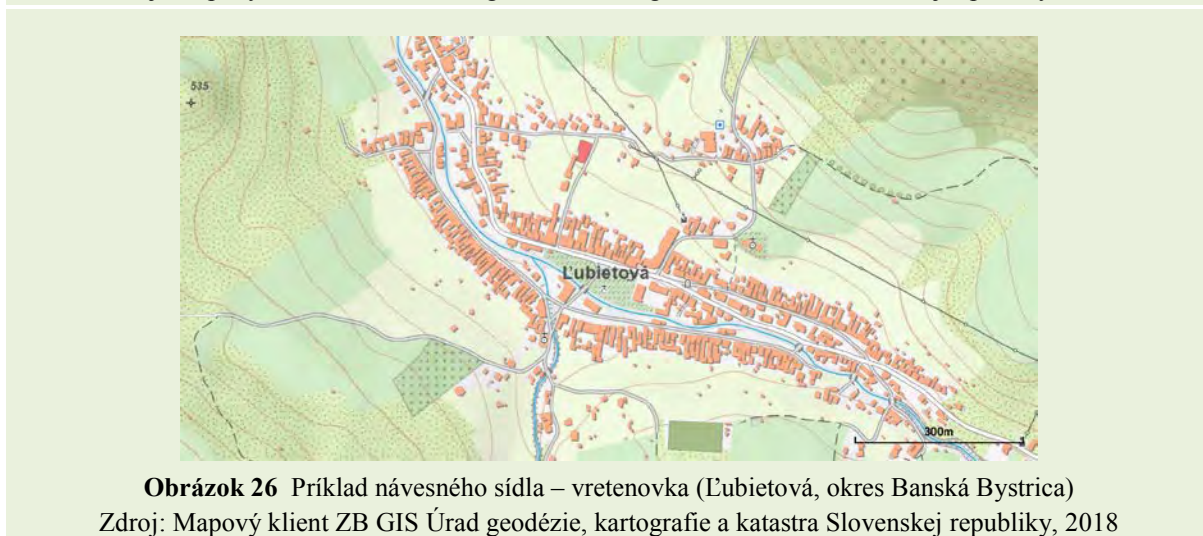 535
Ľubietová
300m
Obrázok 26 Príklad návesného sídla – vretenovka (Ľubietová, okres Banská Bystrica)
Zdroj: Mapový klient ZB GIS Úrad geodézie, kartografie a katastra Slovenskej republiky, 2018